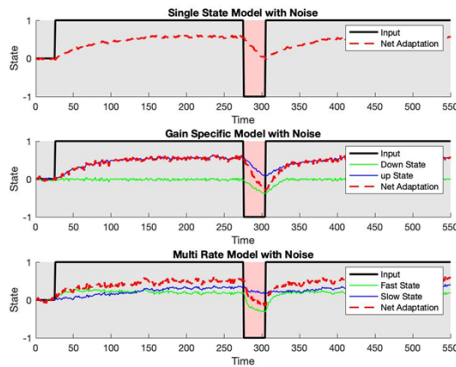 Single State Model with Noise
1
0
-1
State
Input
Net Adaptation
0 50 100 150 200 250 300 350 400 450 500 550
Time
Gain Specific Model with Noise
1
0
-1
State
Input
Down State
up State
Net Adaptation
0 50 100 150 200 250 300 350 400 450 500 550
Time
Multi Rate Model with Noise
1
0
-1
State
Input
Fast State
Slow State
Net Adaptation
0 50 100 150 200 250 300 350 400 450 500 550
Time